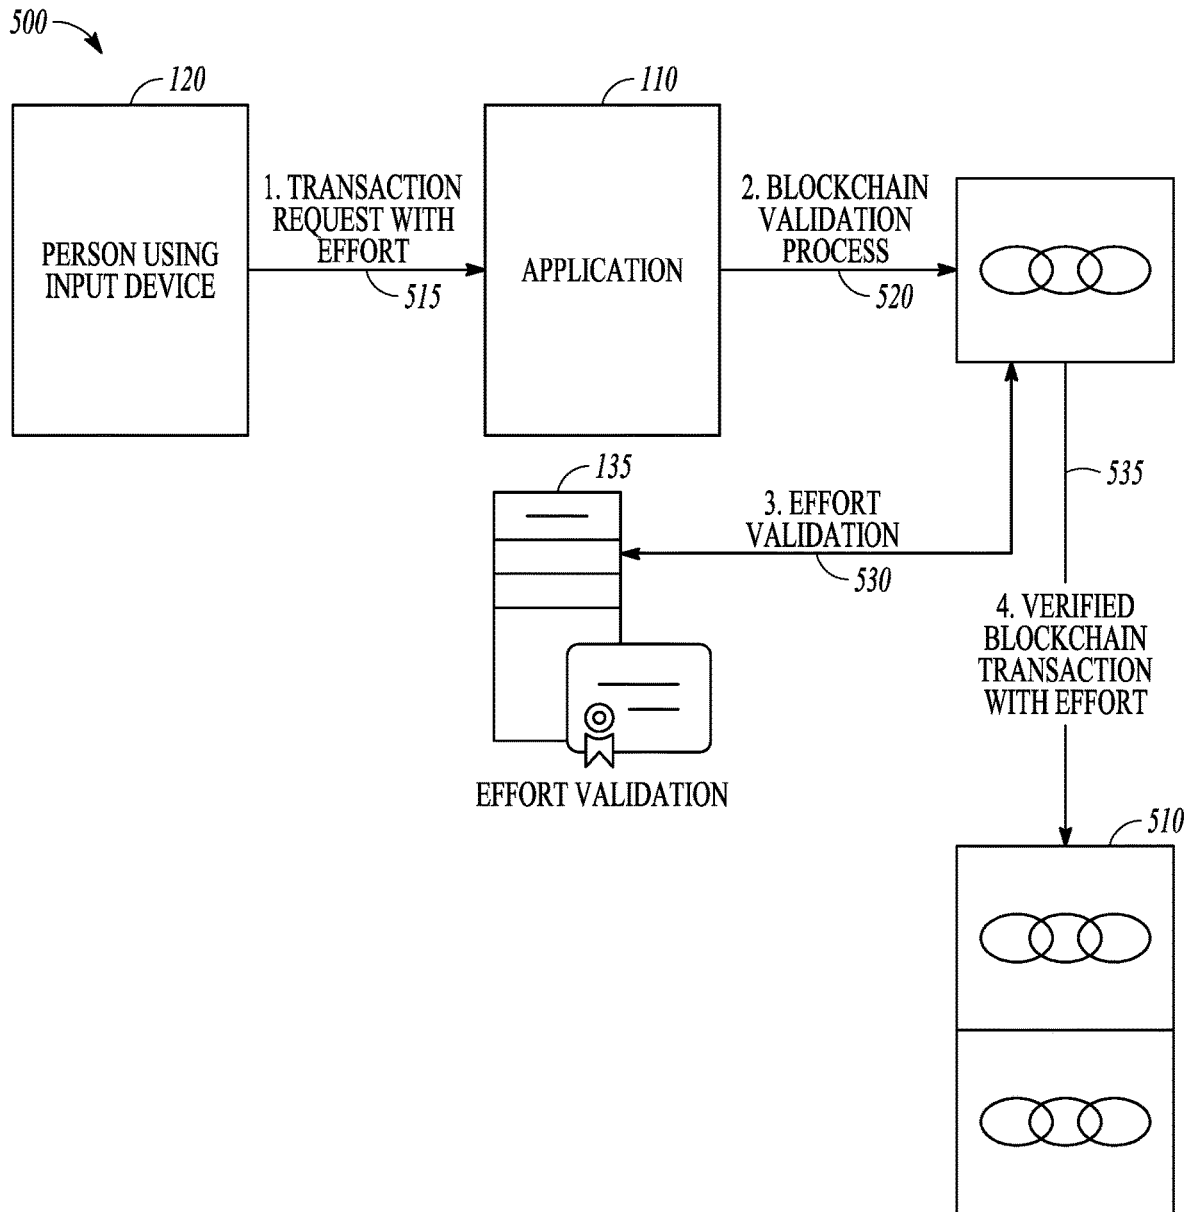 500
120
110
1. TRANSACTION
REQUEST WITH
EFFORT
515
2. BLOCKCHAIN
VALIDATION
PROCESS
520
PERSON USING
INPUT DEVICE
APPLICATION
135
3. EFFORT
VALIDATION
530
535
4. VERIFIED
BLOCKCHAIN
TRANSACTION
WITH EFFORT
EFFORT VALIDATION
510